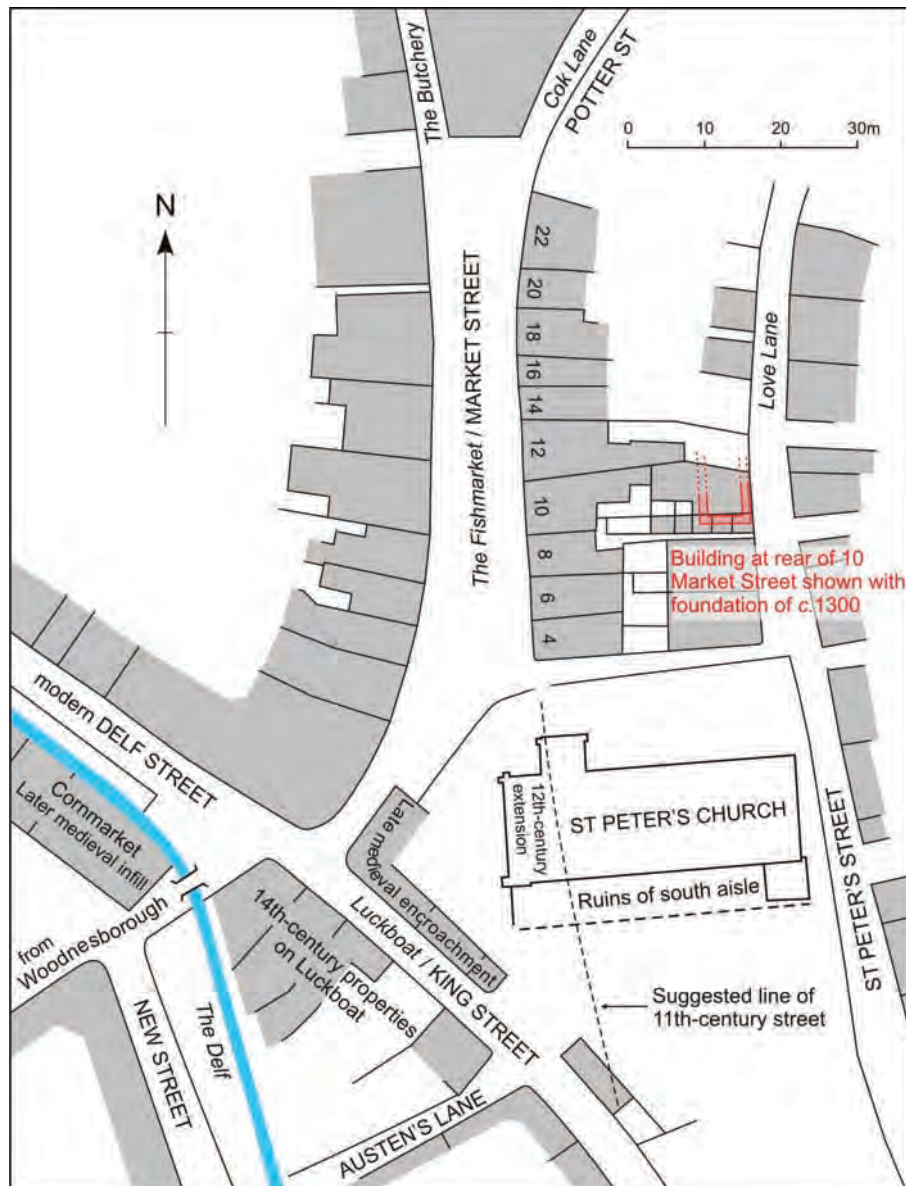 The Butchery
Cok Lane
POTTER ST
0 10 20 30m
N
22
20
18
16
14
12
10
8
6
4
The Fishmarket / MARKET STREET
Love Lane
Building at rear of 10
Market Street shown with
foundation of c.1300
modern DELF STREET
Cornmarket
Later medieval infill
Late medieval encroachment
12th-century
extension
ST PETER'S CHURCH
Ruins of south aisle
ST PETER'S STREET
14th-century properties
on Luckboat
Luckboat / KING STREET
from
Woodnesborough
NEW STREET
The Delf
Suggested line of
11th-century street
AUSTEN'S LANE